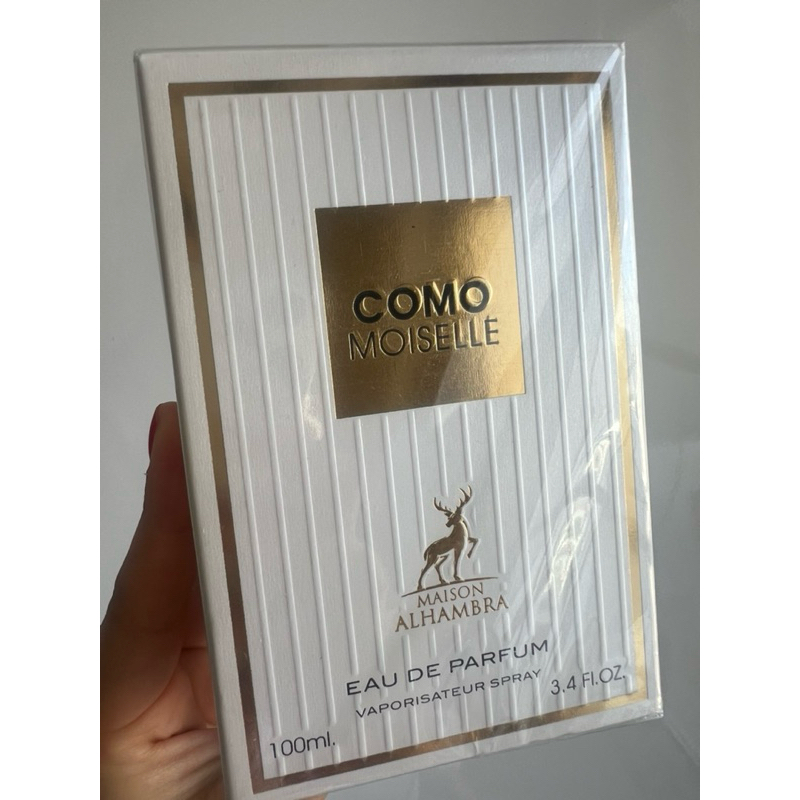 COMO
MOISELLE
MAISON
ALHAMBRA
EAU DE PARFUM
VAPORISATEUR SPRAY
3.4 Fl.OZ.
100ml.